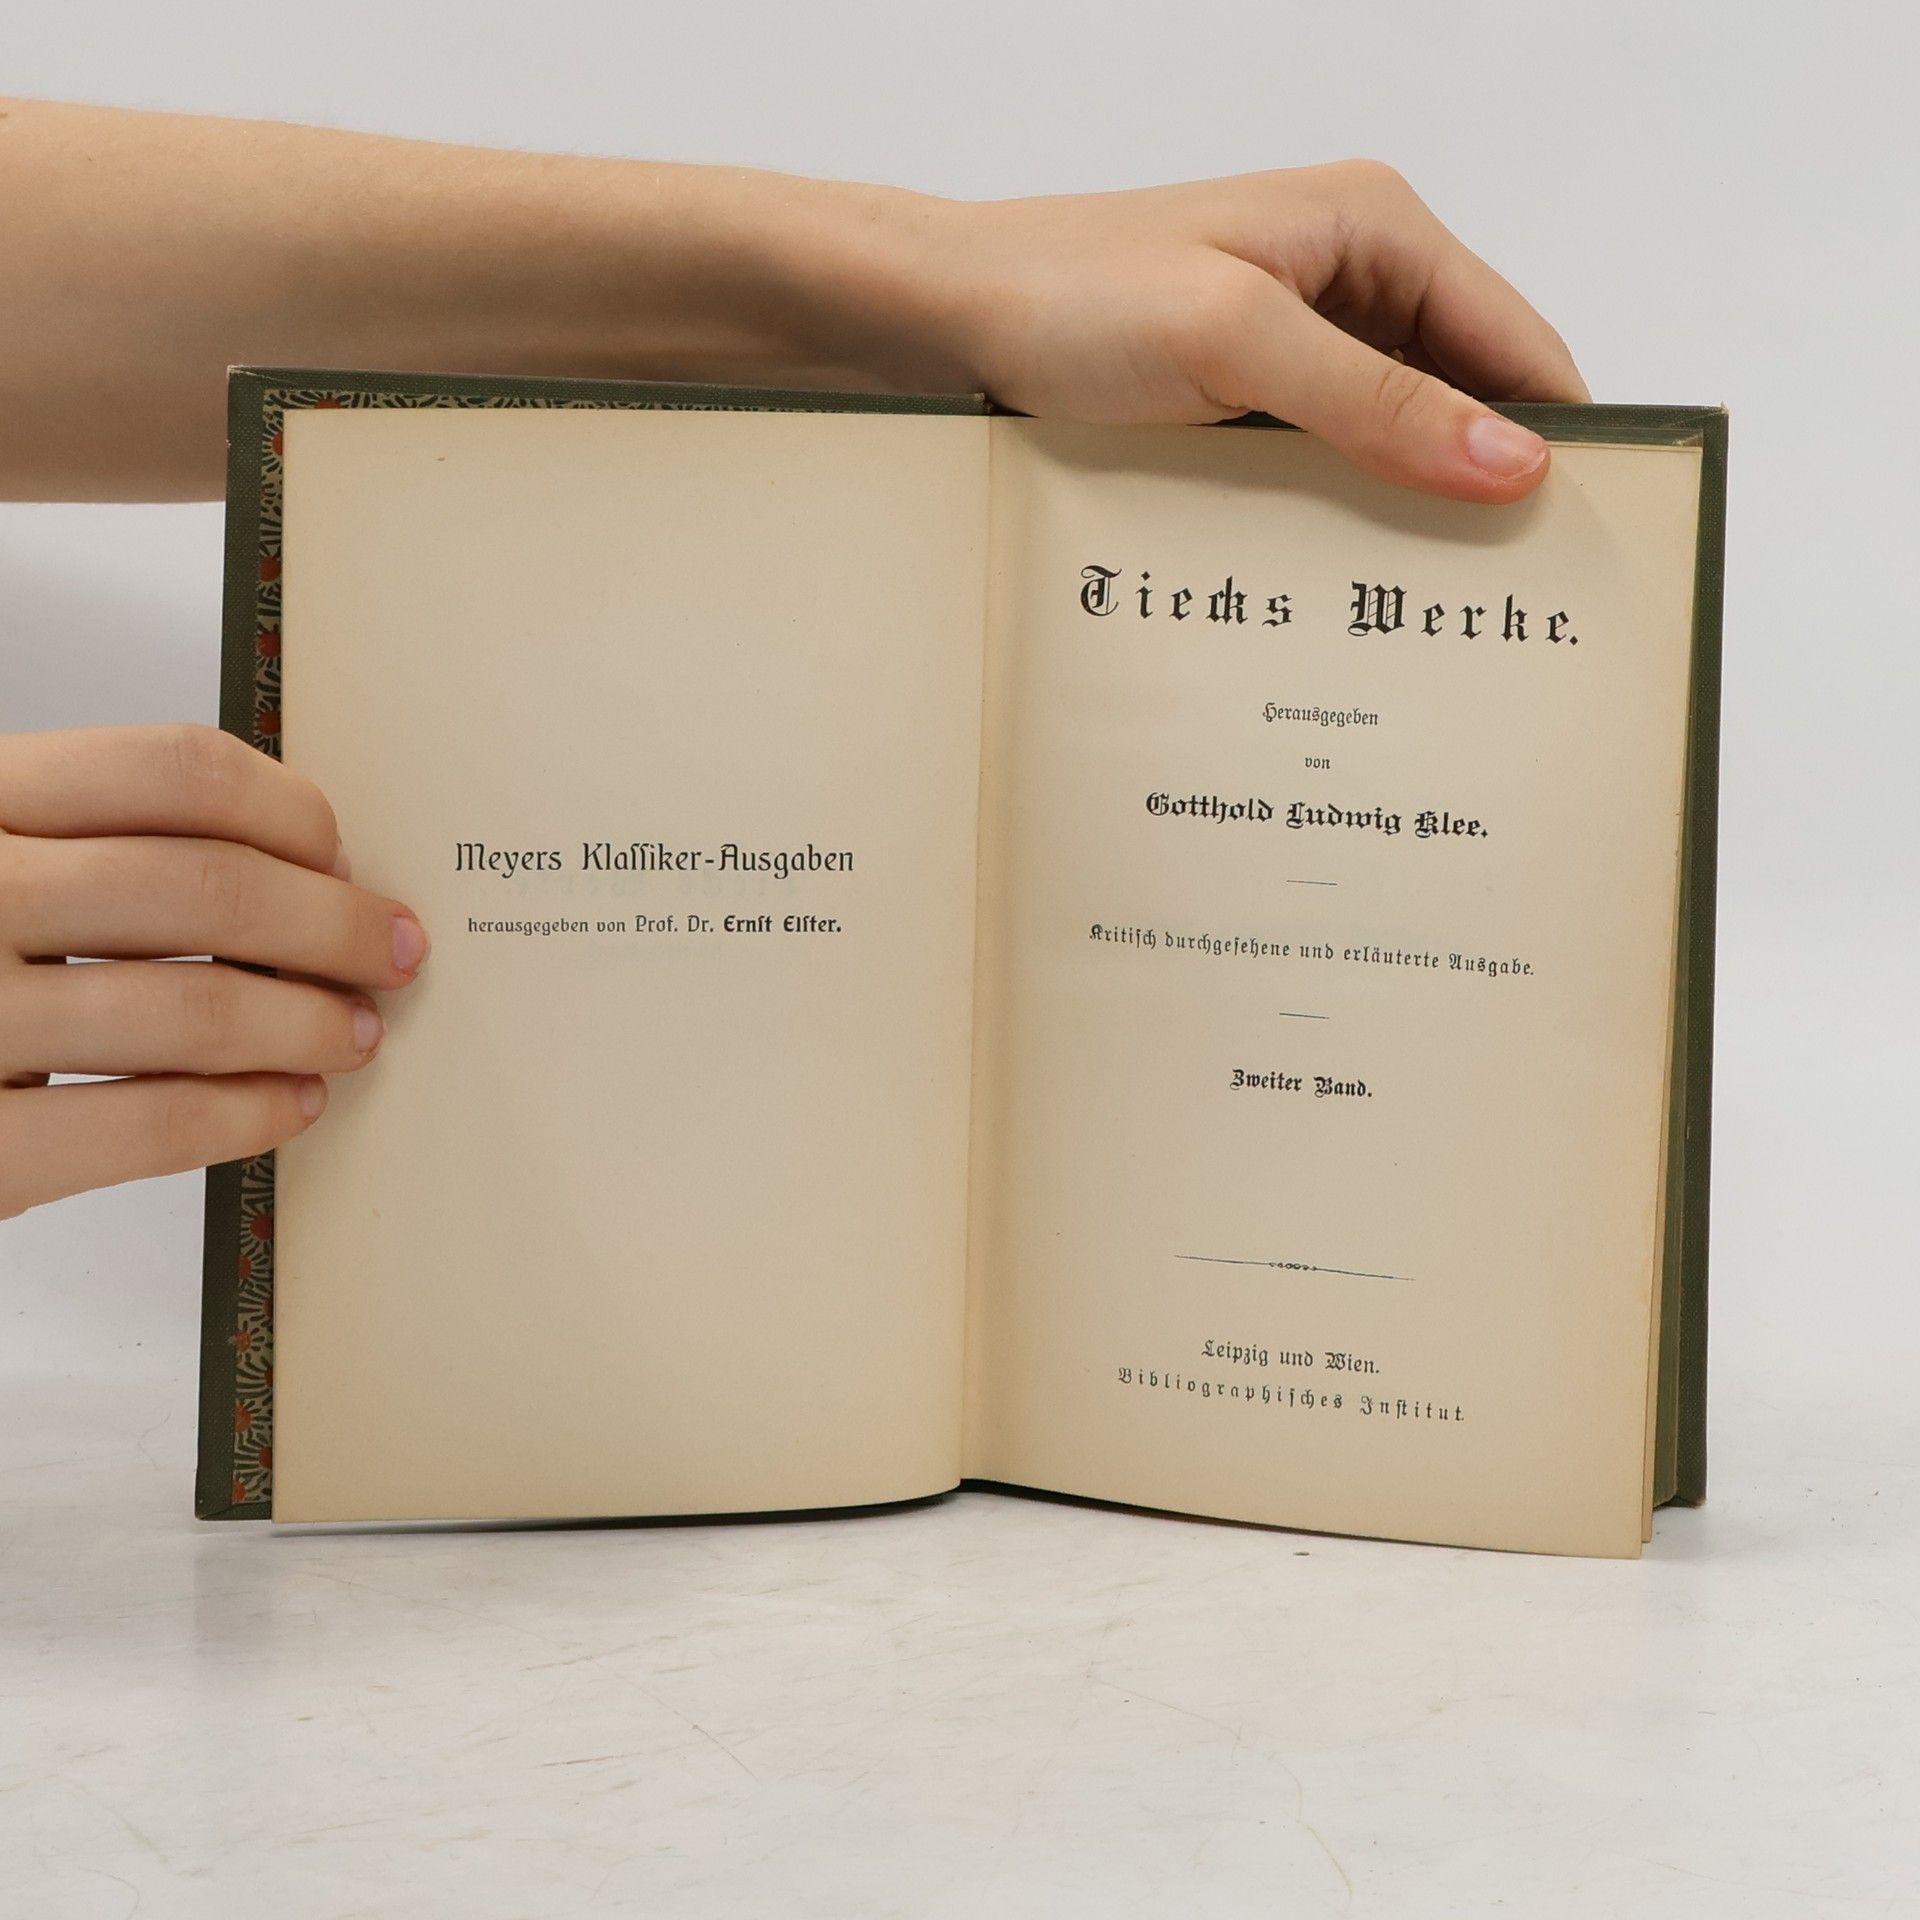 Meyers Klaſſiker-Ausgaben
herausgegeben von Prof. Dr. Ernſt Elſter.
Tiecks Werke.
Herausgegeben
von
Gotthold Ludwig Klee.
Kritiſch durchgeſehene und erläuterte Ausgabe.
Zweiter Band.
Leipzig und Wien.
Bibliographiſches Inſtitut.